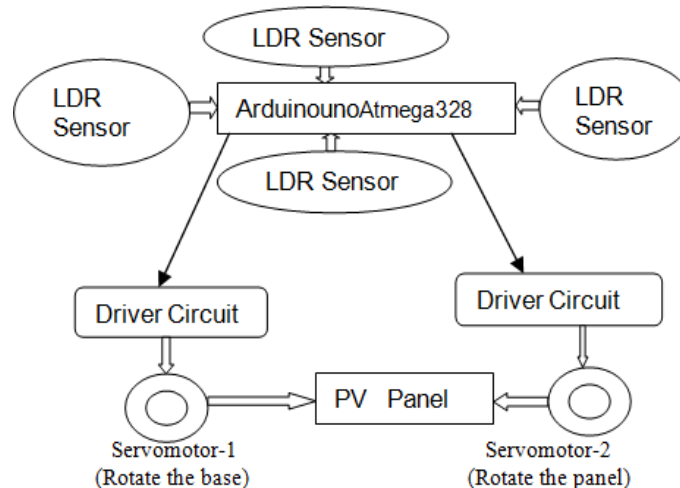 LDR Sensor
LDR
Sensor
ArduinounoAtmega328
LDR
Sensor
LDR Sensor
Driver Circuit
Driver Circuit
PV Panel
Servomotor-1
(Rotate the base)
Servomotor-2
(Rotate the panel)